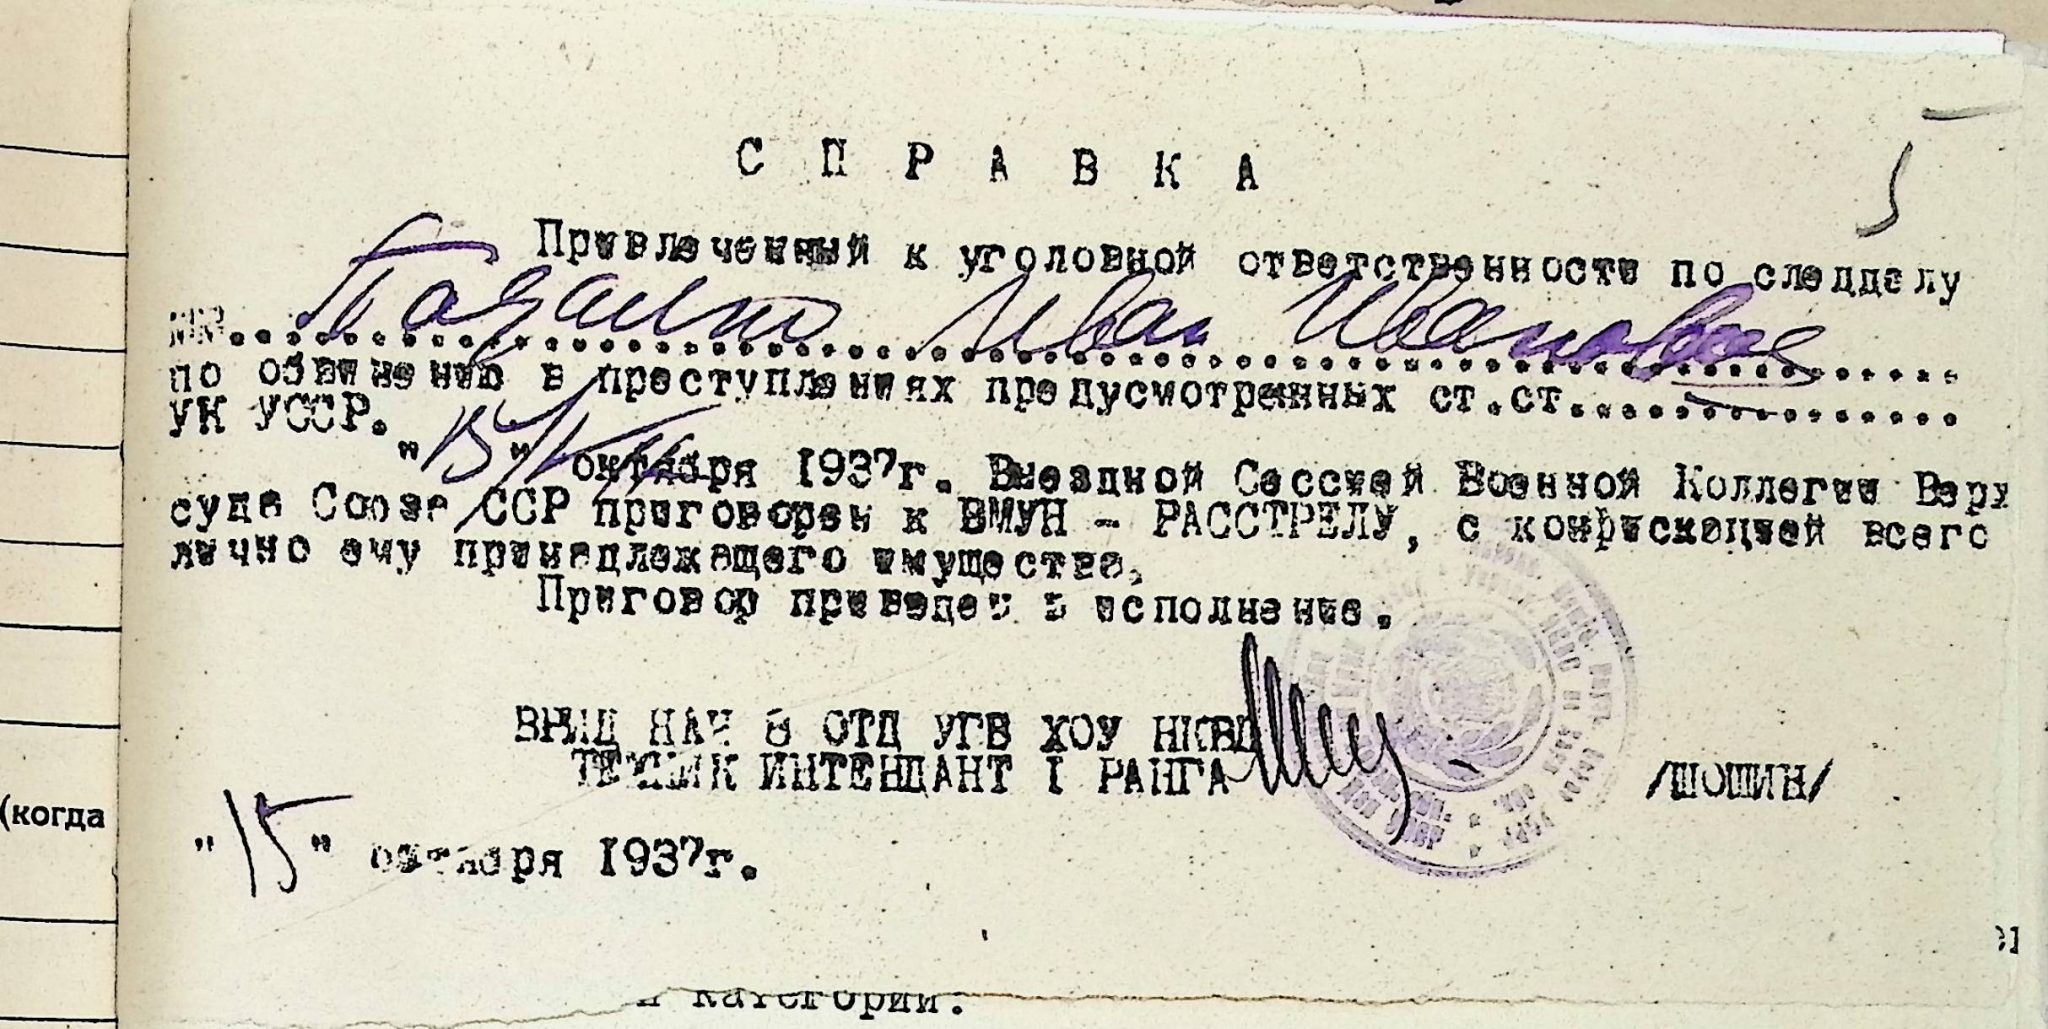 5
С П Р А В К А
Привлеченный к уголовной ответственности по следделу
Иван Иванович
по обвинению в преступлениях предусмотренных ст.ст...............
УК УССР.
"15" октября 1937г. Выездной Сессией Военной Коллегии Верх
суда Союза ССР приговорен к ВМУН - РАССТРЕЛУ, с конфискацией всего
лично ему принадлежащего имущества.
Приговор приведен в исполнение.
ВРИД НАЧ 8 ОТД УГБ ХОУ НКВД
ТЕХНИК ИНТЕНДАНТ I РАНГА /ШОШИН/
"15" октября 1937г.
(когда
категории.